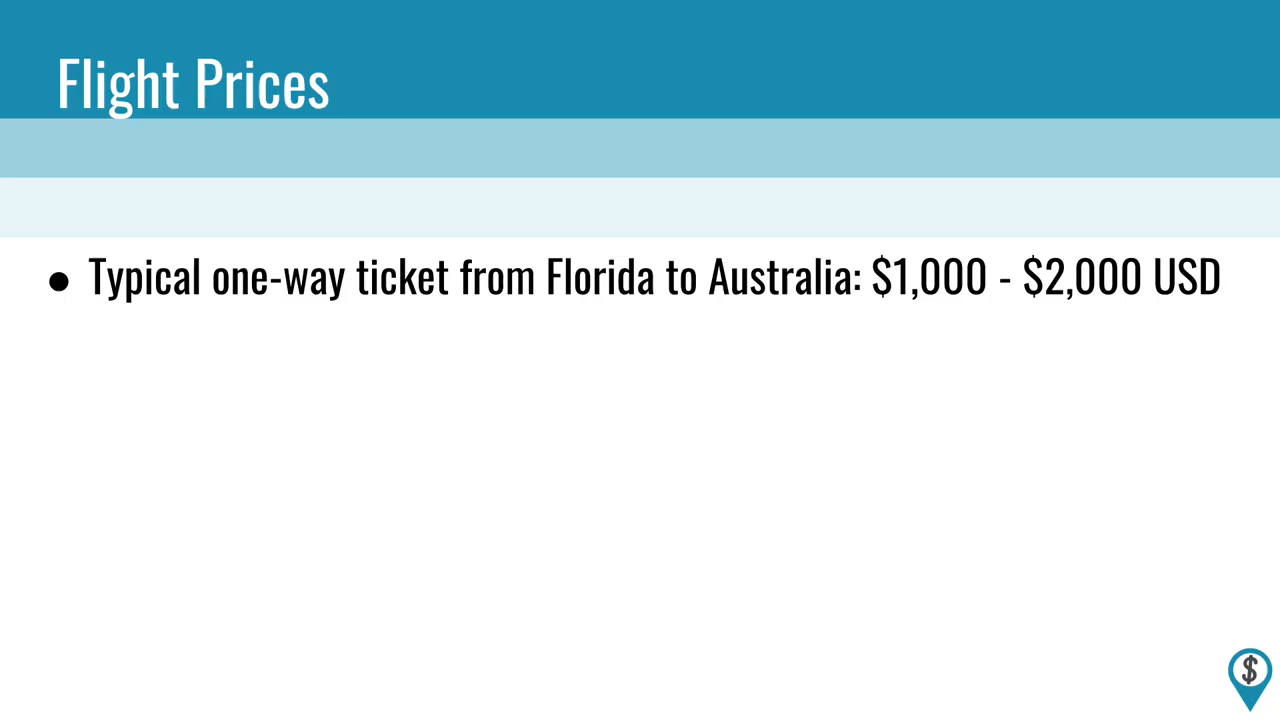 Flight Prices
● Typical one-way ticket from Florida to Australia: $1,000 - $2,000 USD
$